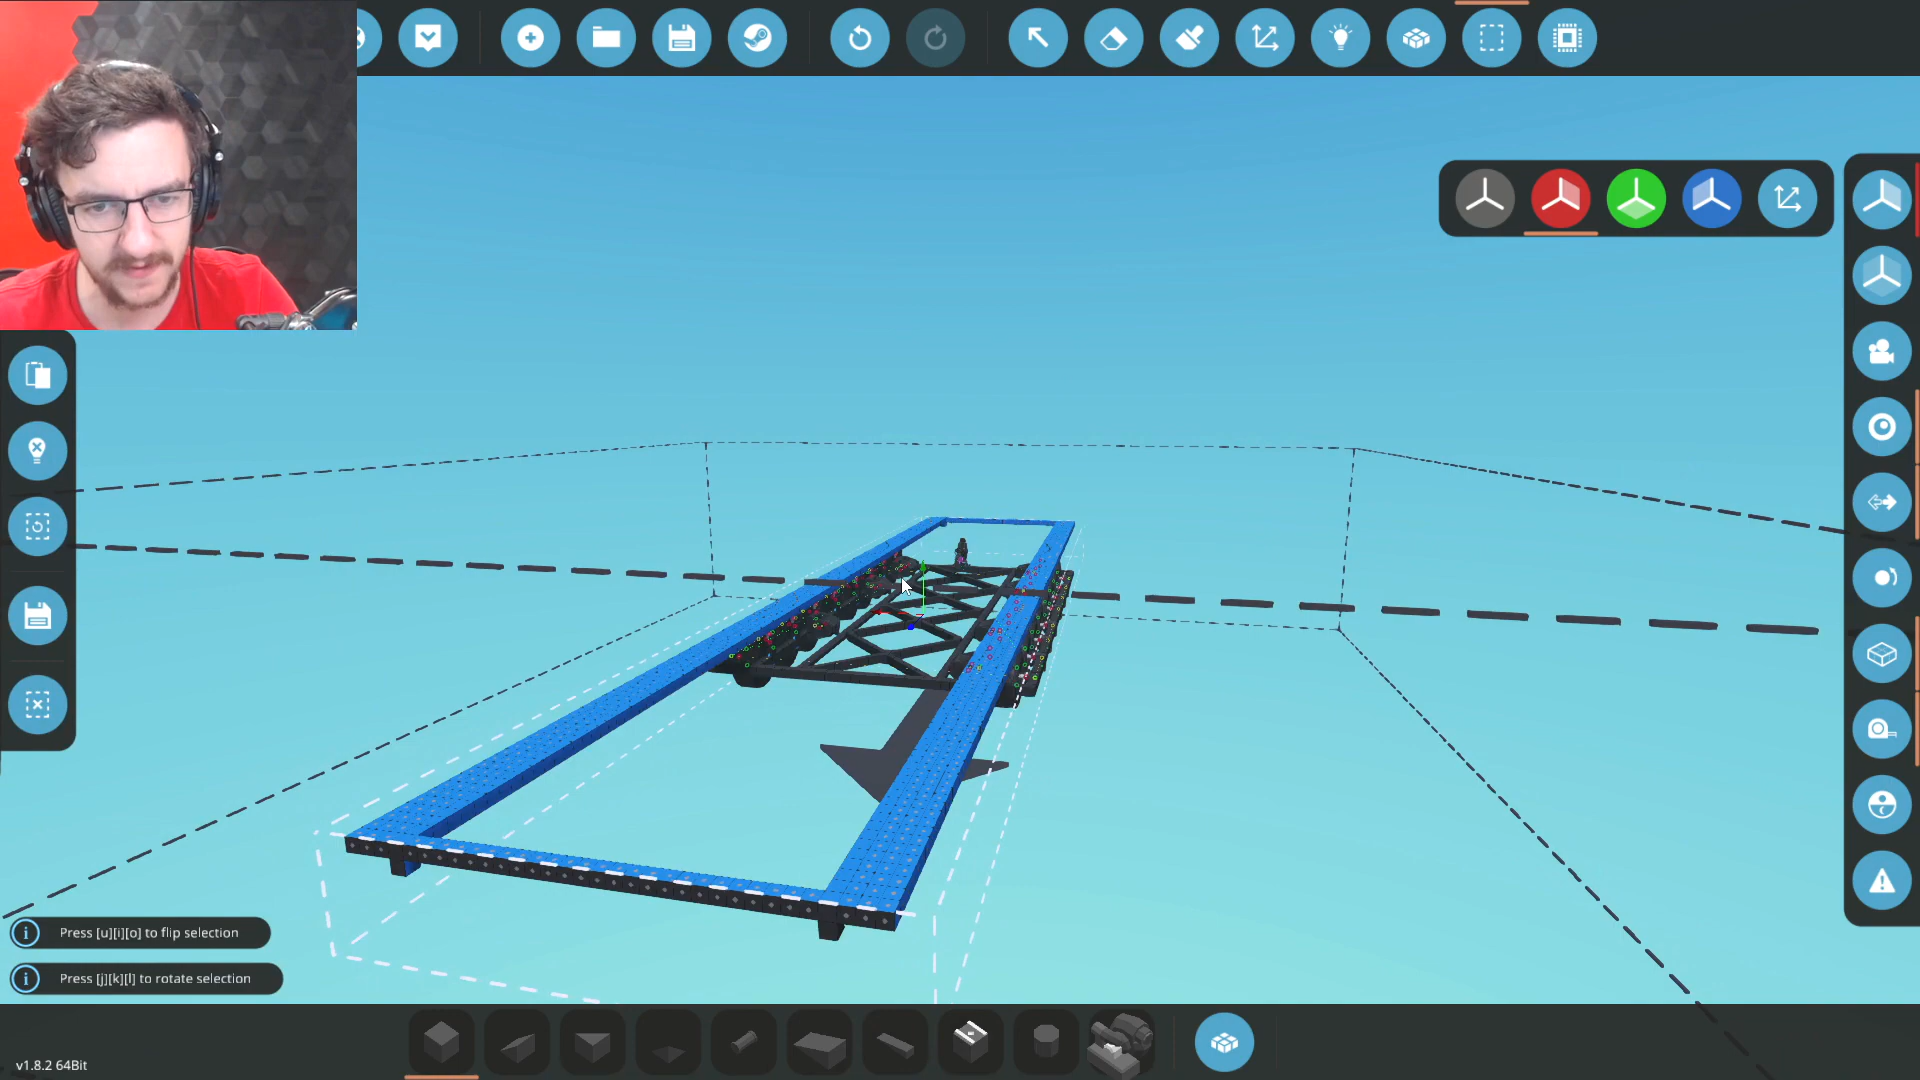 Press [u][i][o] to flip selection
Press [j][k][l] to rotate selection
v1.8.2 64Bit